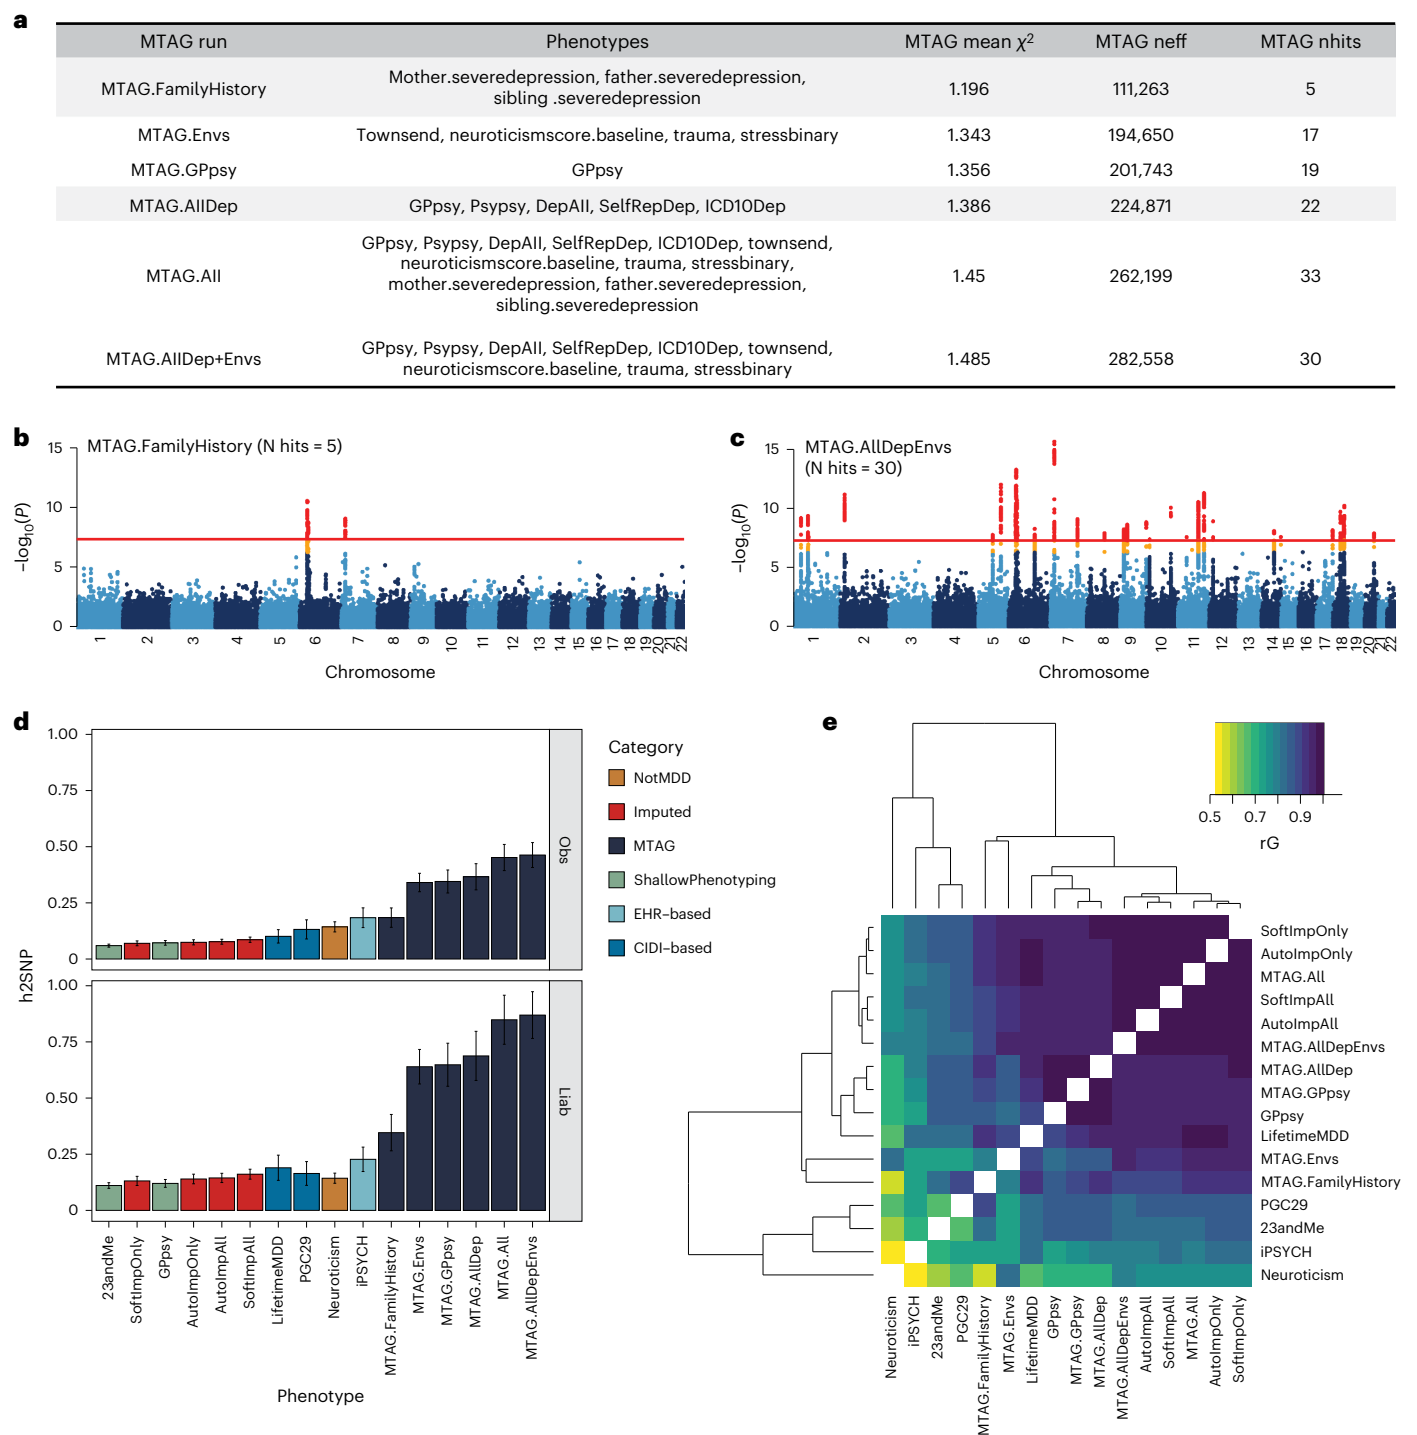 a
MTAG run Phenotypes MTAG mean χ2 MTAG neff MTAG nhits
MTAG.FamilyHistory Mother.severedepression, father.severedepression, 1.196 111,263 5
sibling .severedepression
MTAG.Envs Townsend, neuroticismscore.baseline, trauma, stressbinary 1.343 194,650 17
MTAG.GPpsy GPpsy 1.356 201,743 19
MTAG.AllDep GPpsy, Psypsy, DepAll, SelfRepDep, ICD10Dep 1.386 224,871 22
GPpsy, Psypsy, DepAll, SelfRepDep, ICD10Dep, townsend,
neuroticismscore.baseline, trauma, stressbinary,
MTAG.All mother.severedepression, father.severedepression, 1.45 262,199 33
sibling.severedepression
MTAG.AllDep+Envs GPpsy, Psypsy, DepAll, SelfRepDep, ICD10Dep, townsend, 1.485 282,558 30
neuroticismscore.baseline, trauma, stressbinary
b
MTAG.FamilyHistory (N hits = 5)
15
10
5
0
−log10(P)
1 2 3 4 5 6 7 8 9 10 11 12 13 14 15 16 17 18 19 20 21 22
Chromosome
c
MTAG.AllDepEnvs
(N hits = 30)
15
10
5
0
−log10(P)
1 2 3 4 5 6 7 8 9 10 11 12 13 14 15 16 17 18 19 20 21 22
Chromosome
d
1.00
0.75
0.50
0.25
0
Obs
1.00
0.75
0.50
0.25
0
Liab
h2SNP
23andMe
SoftImpOnly
GPpsy
AutoImpOnly
AutoImpAll
SoftImpAll
LifetimeMDD
PGC29
Neuroticism
iPSYCH
MTAG.FamilyHistory
MTAG.Envs
MTAG.GPpsy
MTAG.AllDep
MTAG.All
MTAG.AllDepEnvs
Phenotype
Category
NotMDD
Imputed
MTAG
ShallowPhenotyping
EHR−based
CIDI−based
e
0.5 0.7 0.9
rG
SoftImpOnly
AutoImpOnly
MTAG.All
SoftImpAll
AutoImpAll
MTAG.AllDepEnvs
MTAG.AllDep
MTAG.GPpsy
GPpsy
LifetimeMDD
MTAG.Envs
MTAG.FamilyHistory
PGC29
23andMe
iPSYCH
Neuroticism
Neuroticism
iPSYCH
23andMe
PGC29
MTAG.FamilyHistory
MTAG.Envs
LifetimeMDD
GPpsy
MTAG.GPpsy
MTAG.AllDep
MTAG.AllDepEnvs
AutoImpAll
SoftImpAll
MTAG.All
AutoImpOnly
SoftImpOnly